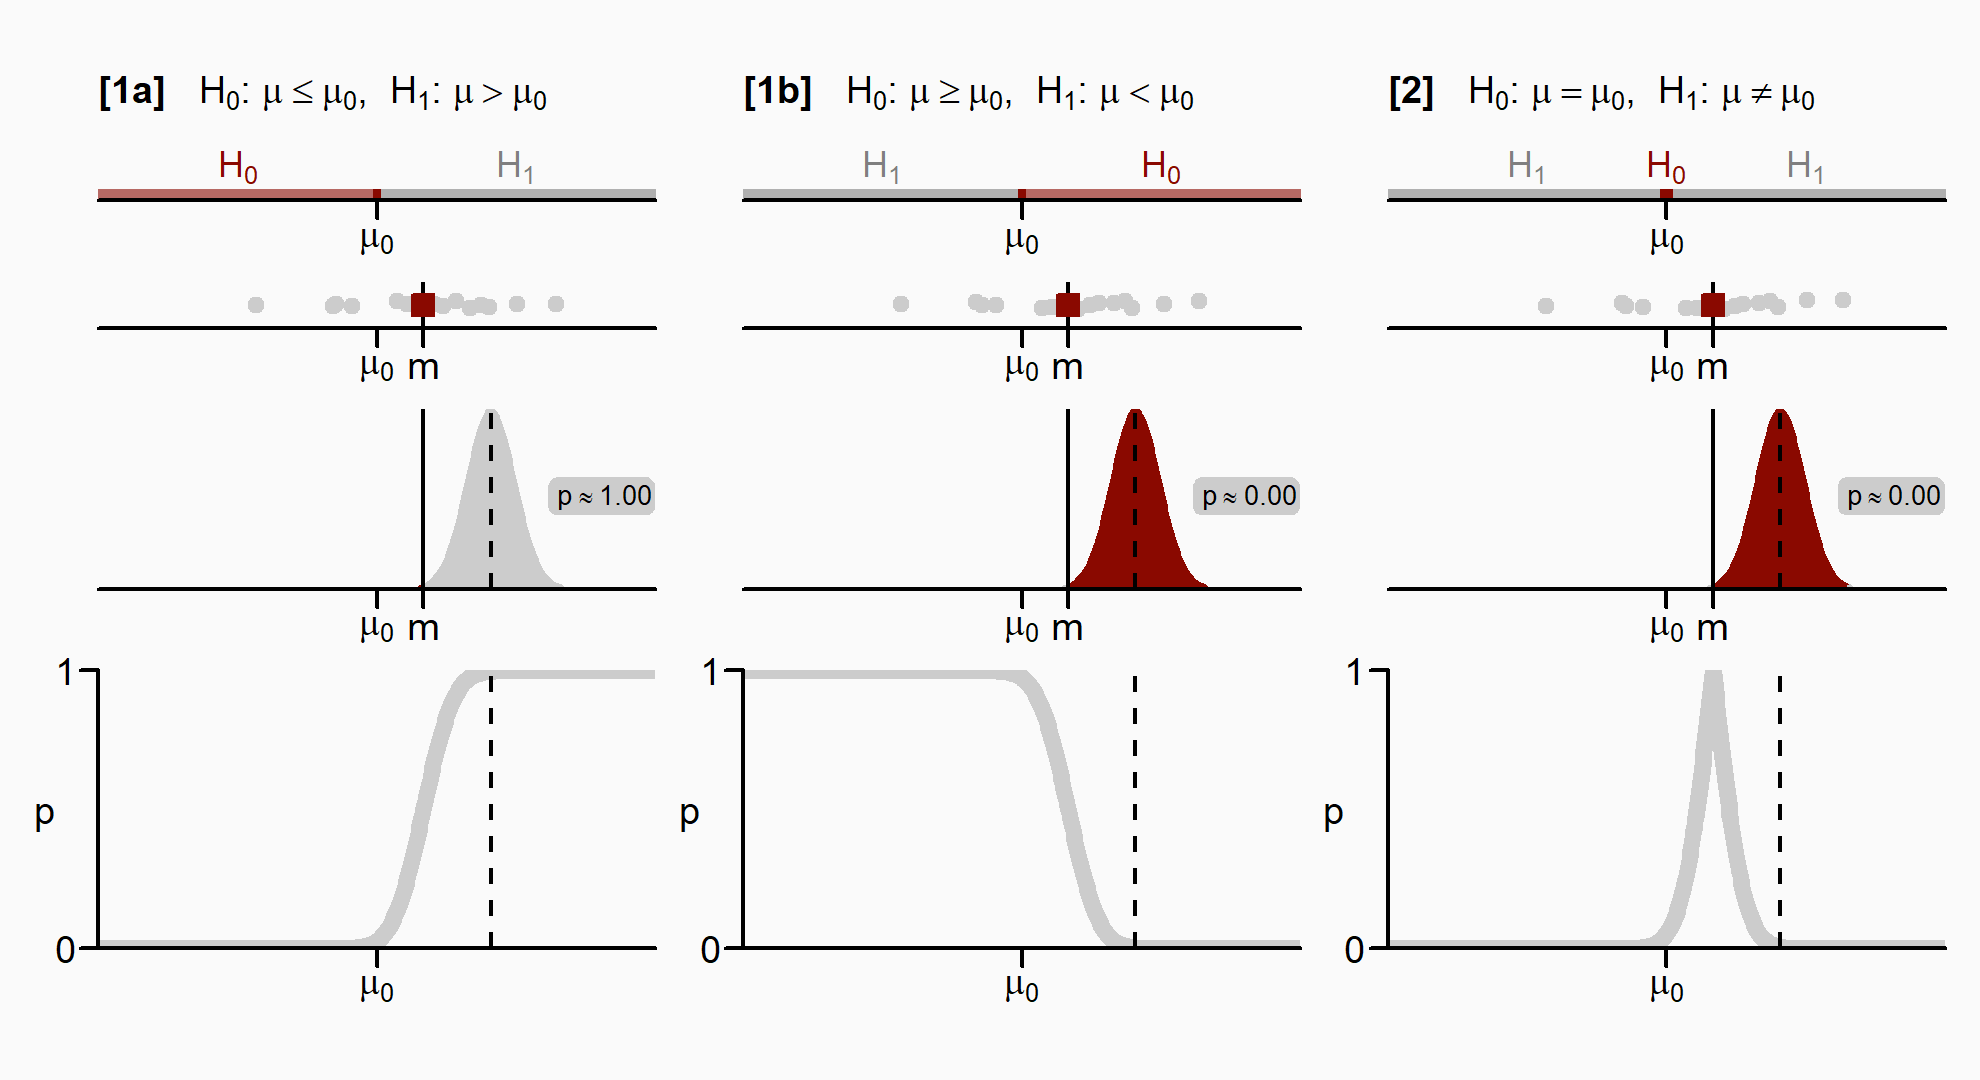 [1a] H₀: μ ≤ μ₀, H₁: μ > μ₀
H₀ H₁
μ₀
μ₀ m
p ≈ 1.00
μ₀ m
1
p
0
μ₀
[1b] H₀: μ ≥ μ₀, H₁: μ < μ₀
H₁ H₀
μ₀
μ₀ m
p ≈ 0.00
μ₀ m
1
p
0
μ₀
[2] H₀: μ = μ₀, H₁: μ ≠ μ₀
H₁ H₀ H₁
μ₀
μ₀ m
p ≈ 0.00
μ₀ m
1
p
0
μ₀